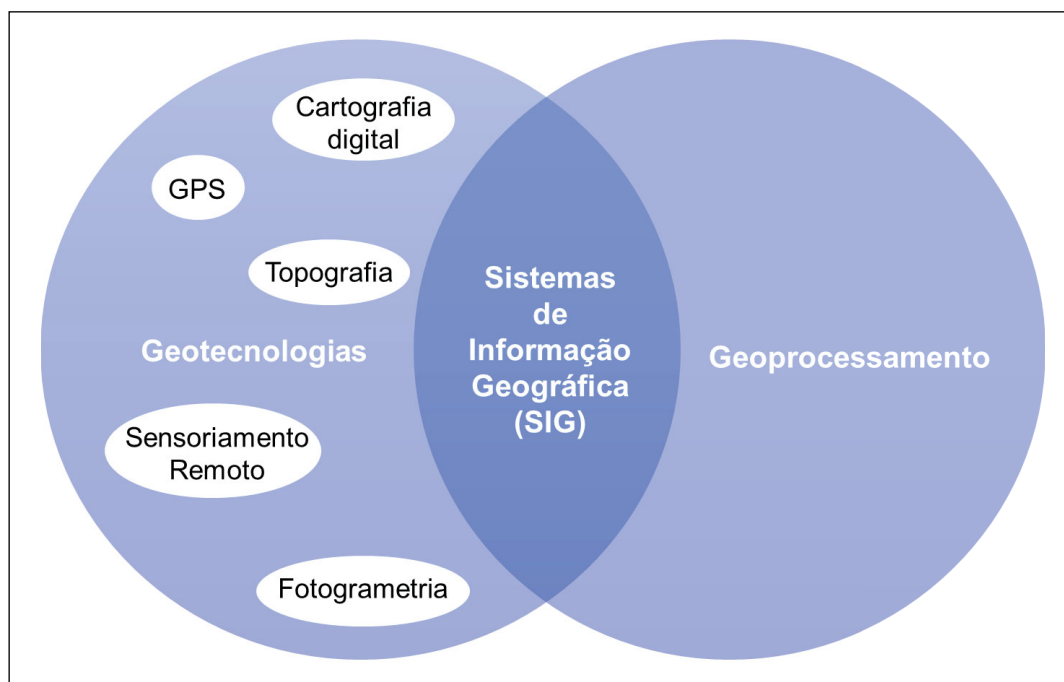 Cartografia
digital
GPS
Topografia
Geotecnologias
Sensoriamento
Remoto
Fotogrametria
Sistemas
de
Informação
Geográfica
(SIG)
Geoprocessamento